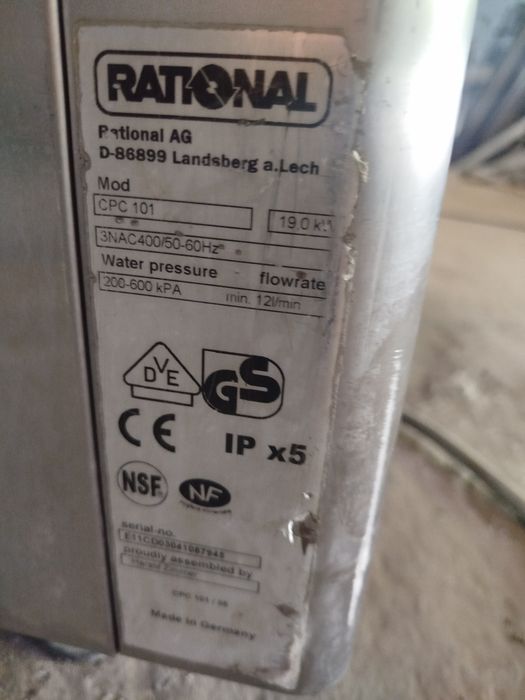 RATIONAL
Rational AG
D-86899 Landsberg a.Lech
Mod
CPC 101 19.0 kW
3NAC400/50-60Hz
Water pressure flowrate
200-600 kPA min. 12l/min
DVE GS
CE IP x5
NSF NF
serial-no.
E11CD03041067948
proudly assembled by
CPC 101 /
Made in Germany